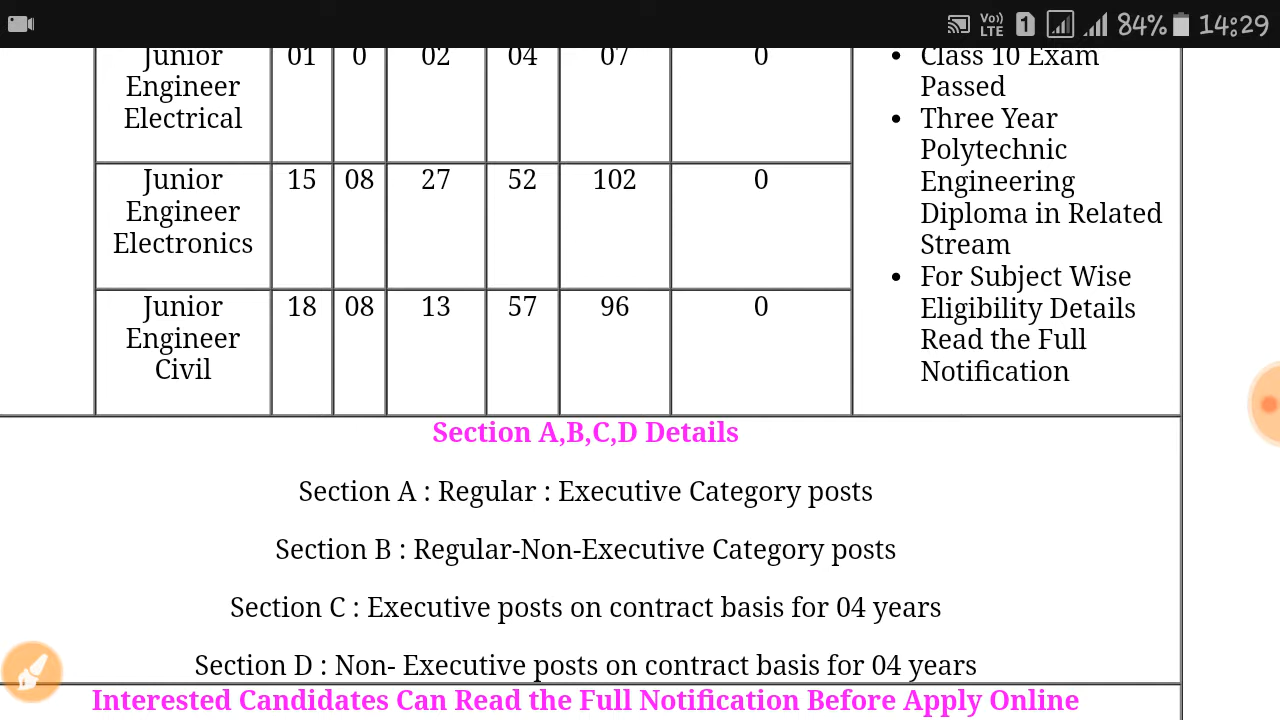 Vo)) LTE 1 84% 14:29
Junior 01 0 02 04 07 0
Engineer
Electrical
• Class 10 Exam
Passed
• Three Year
Polytechnic
Engineering
Diploma in Related
Stream
• For Subject Wise
Eligibility Details
Read the Full
Notification
Junior 15 08 27 52 102 0
Engineer
Electronics
Junior 18 08 13 57 96 0
Engineer
Civil
Section A,B,C,D Details
Section A : Regular : Executive Category posts
Section B : Regular-Non-Executive Category posts
Section C : Executive posts on contract basis for 04 years
Section D : Non- Executive posts on contract basis for 04 years
Interested Candidates Can Read the Full Notification Before Apply Online